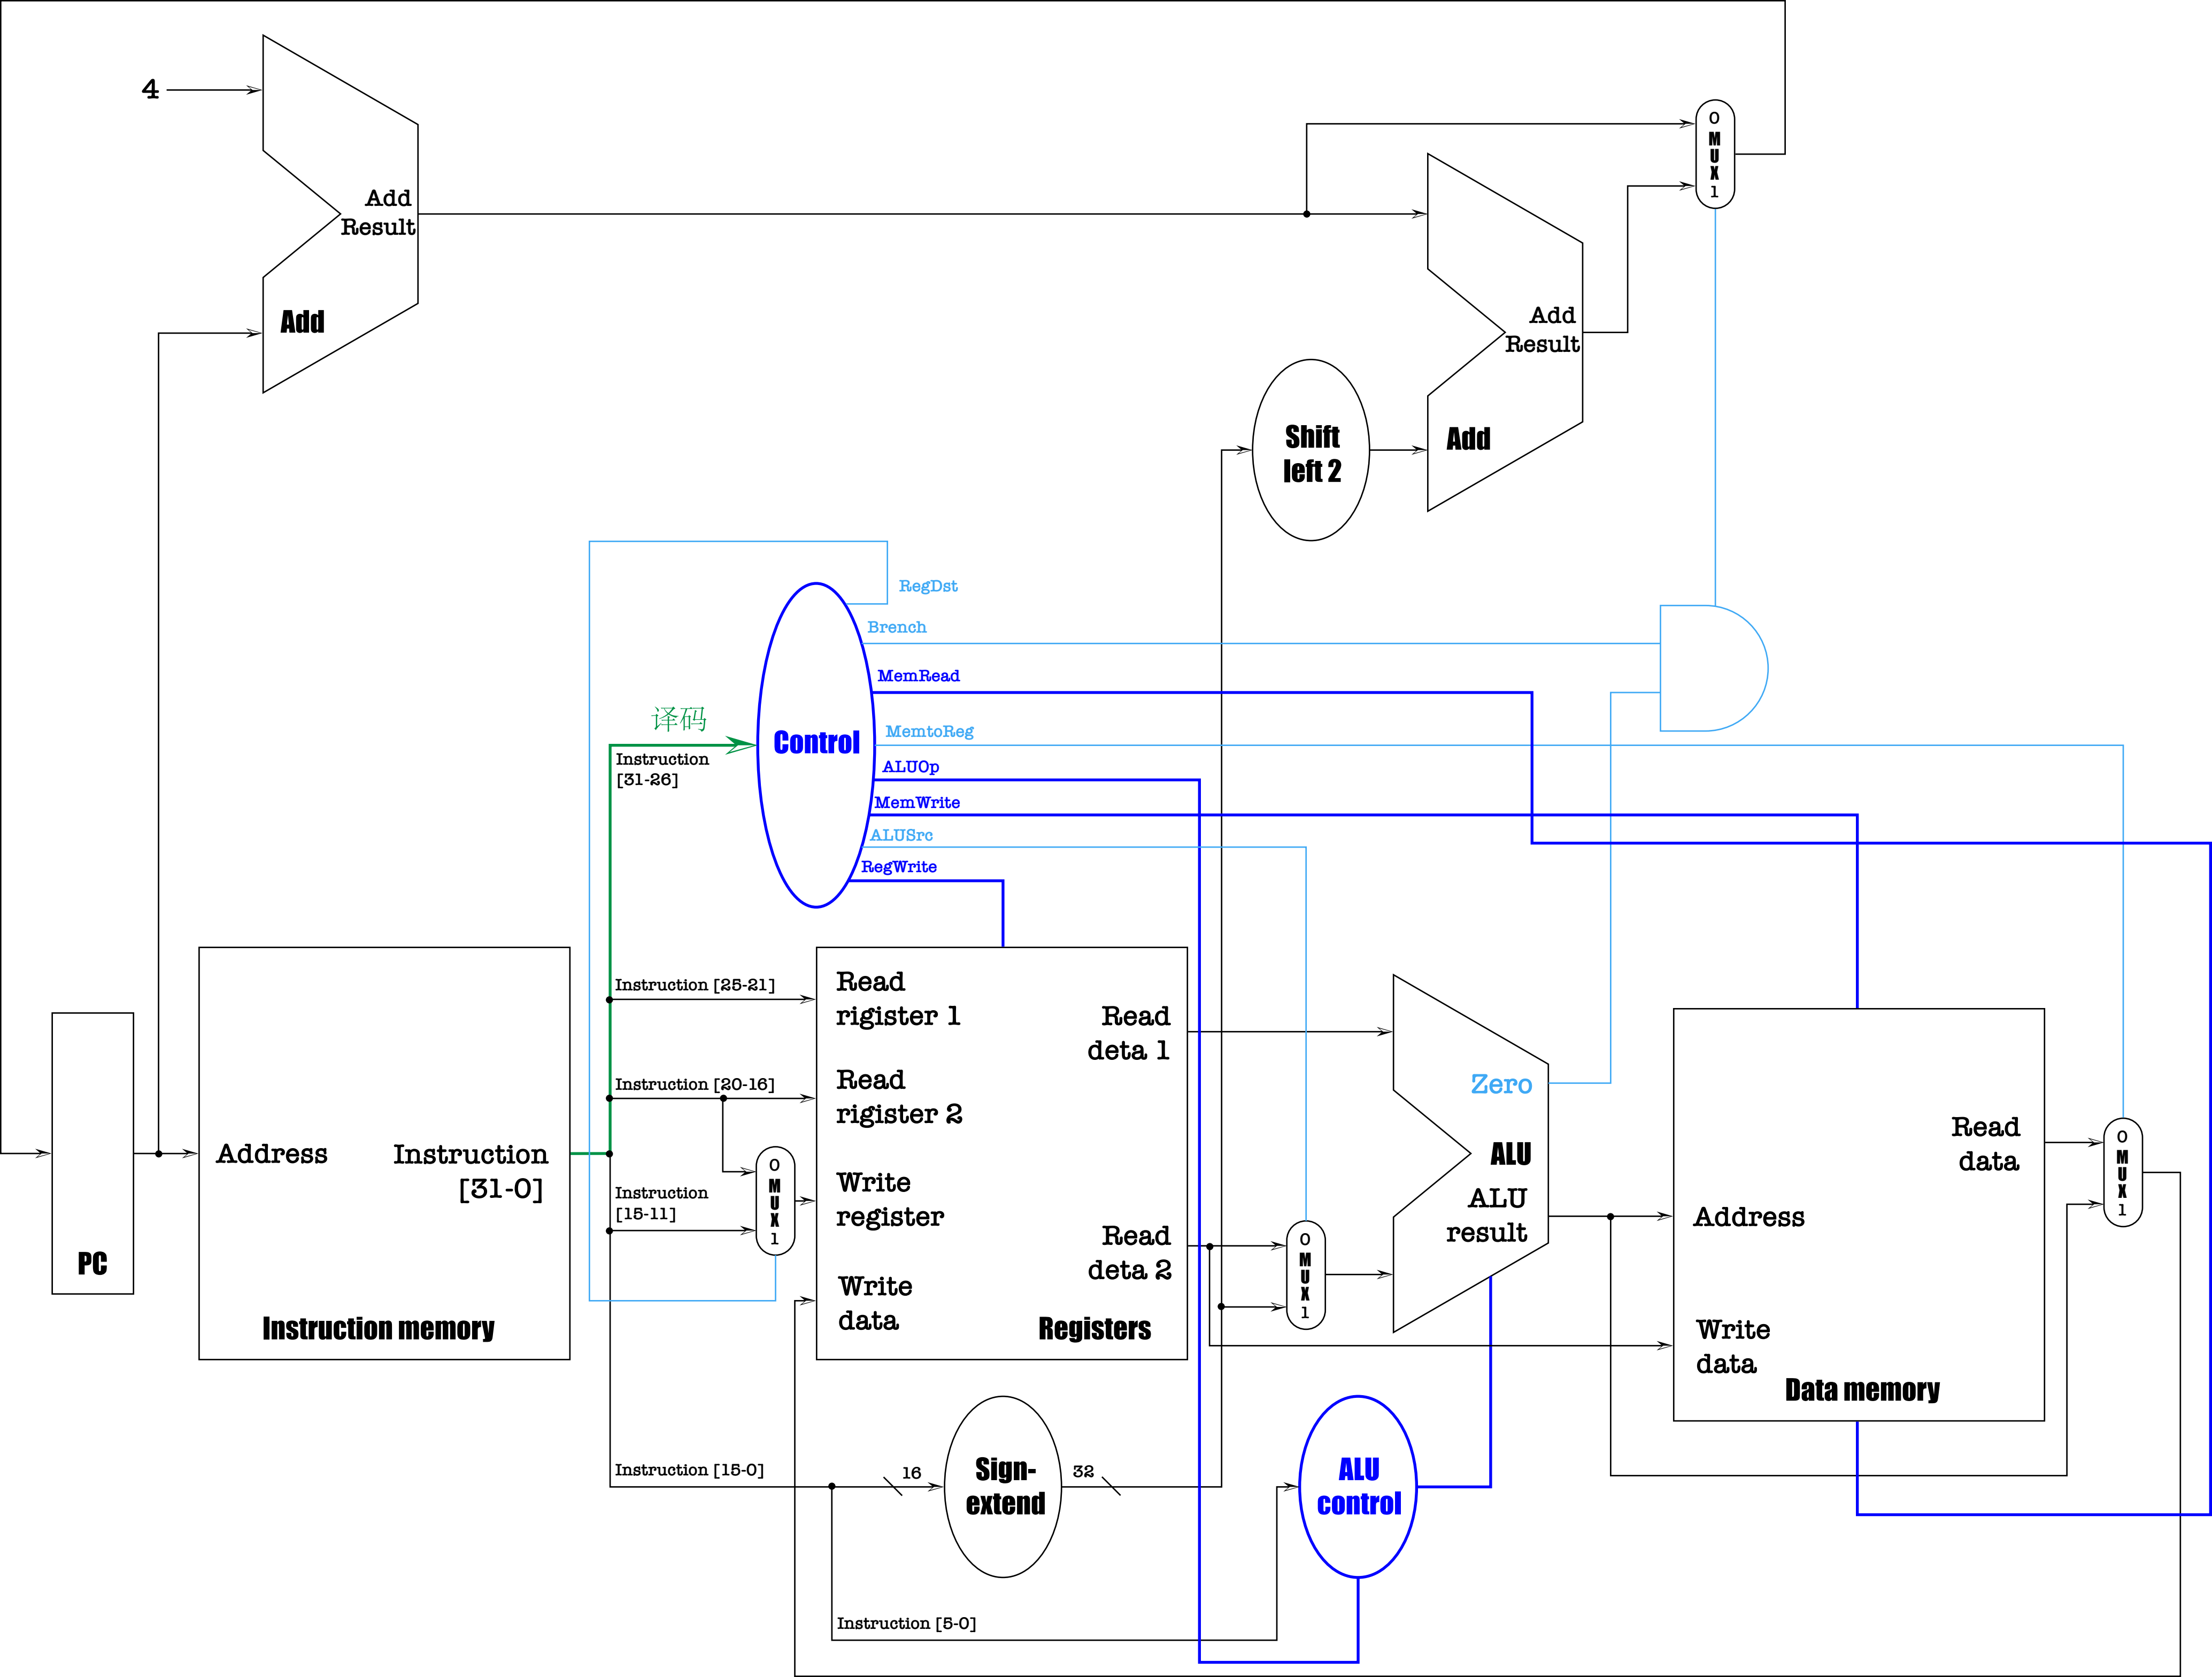 4
Add
Result
Add
0
MUX
1
Add
Result
Add
Shift
left 2
RegDst
Brench
MemRead
MemtoReg
ALUOp
MemWrite
ALUSrc
RegWrite
Control
译码
Instruction
[31-26]
Instruction [25-21]
Instruction [20-16]
Instruction
[15-11]
Instruction [15-0]
Instruction [5-0]
PC
Address
Instruction
[31-0]
Instruction memory
0
MUX
1
Read
rigister 1
Read
rigister 2
Write
register
Write
data
Read
deta 1
Read
deta 2
Registers
16
Sign-
extend
32
0
MUX
1
Zero
ALU
ALU
result
ALU
control
Address
Write
data
Read
data
Data memory
0
MUX
1